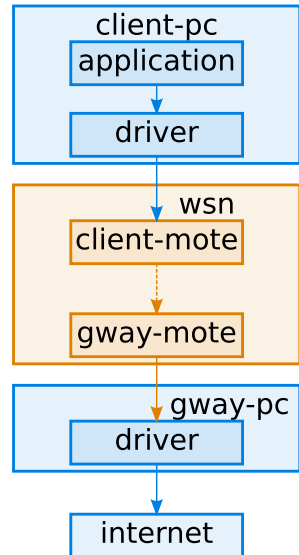 client-pc
application
driver
wsn
client-mote
gway-mote
gway-pc
driver
internet